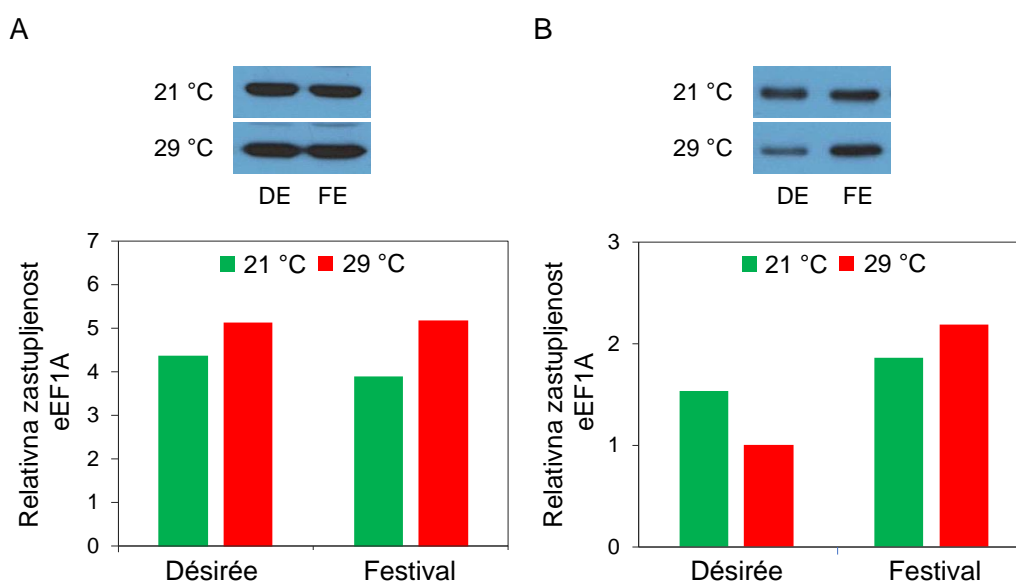 A
21 °C
29 °C
DE FE
7
6
5
4
3
2
1
0
Relativna zastupljenost
eEF1A
21 °C 29 °C
Désirée Festival
B
21 °C
29 °C
DE FE
3
2
1
0
Relativna zastupljenost
eEF1A
21 °C 29 °C
Désirée Festival